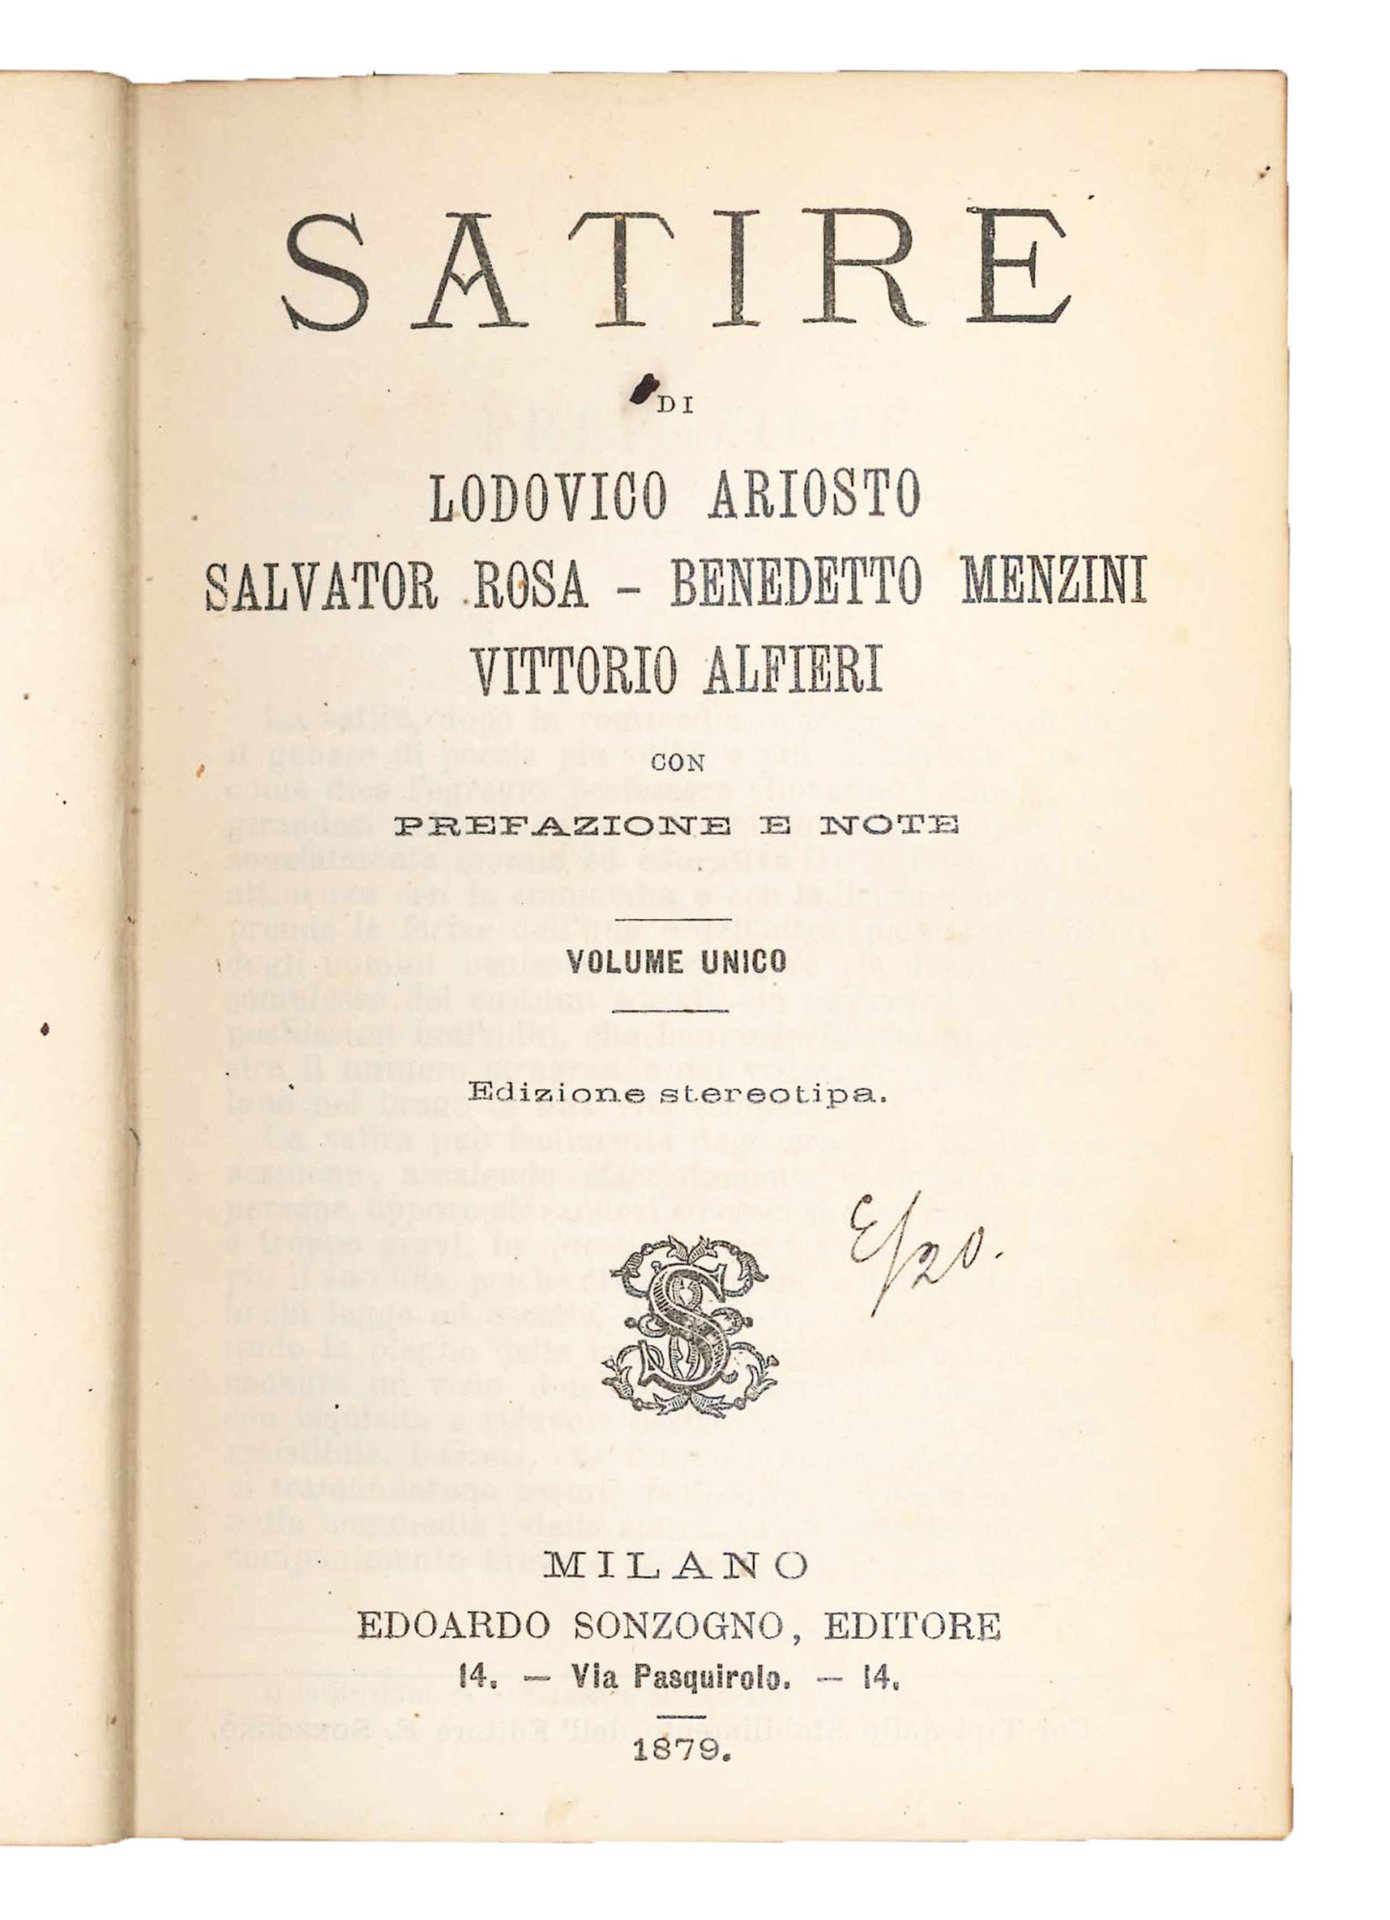 SATIRE
DI
LODOVICO ARIOSTO
SALVATOR ROSA - BENEDETTO MENZINI
VITTORIO ALFIERI
CON
PREFAZIONE E NOTE
VOLUME UNICO
Edizione stereotipa.
E/20.
MILANO
EDOARDO SONZOGNO, EDITORE
14. — Via Pasquirolo. — 14.
1879.